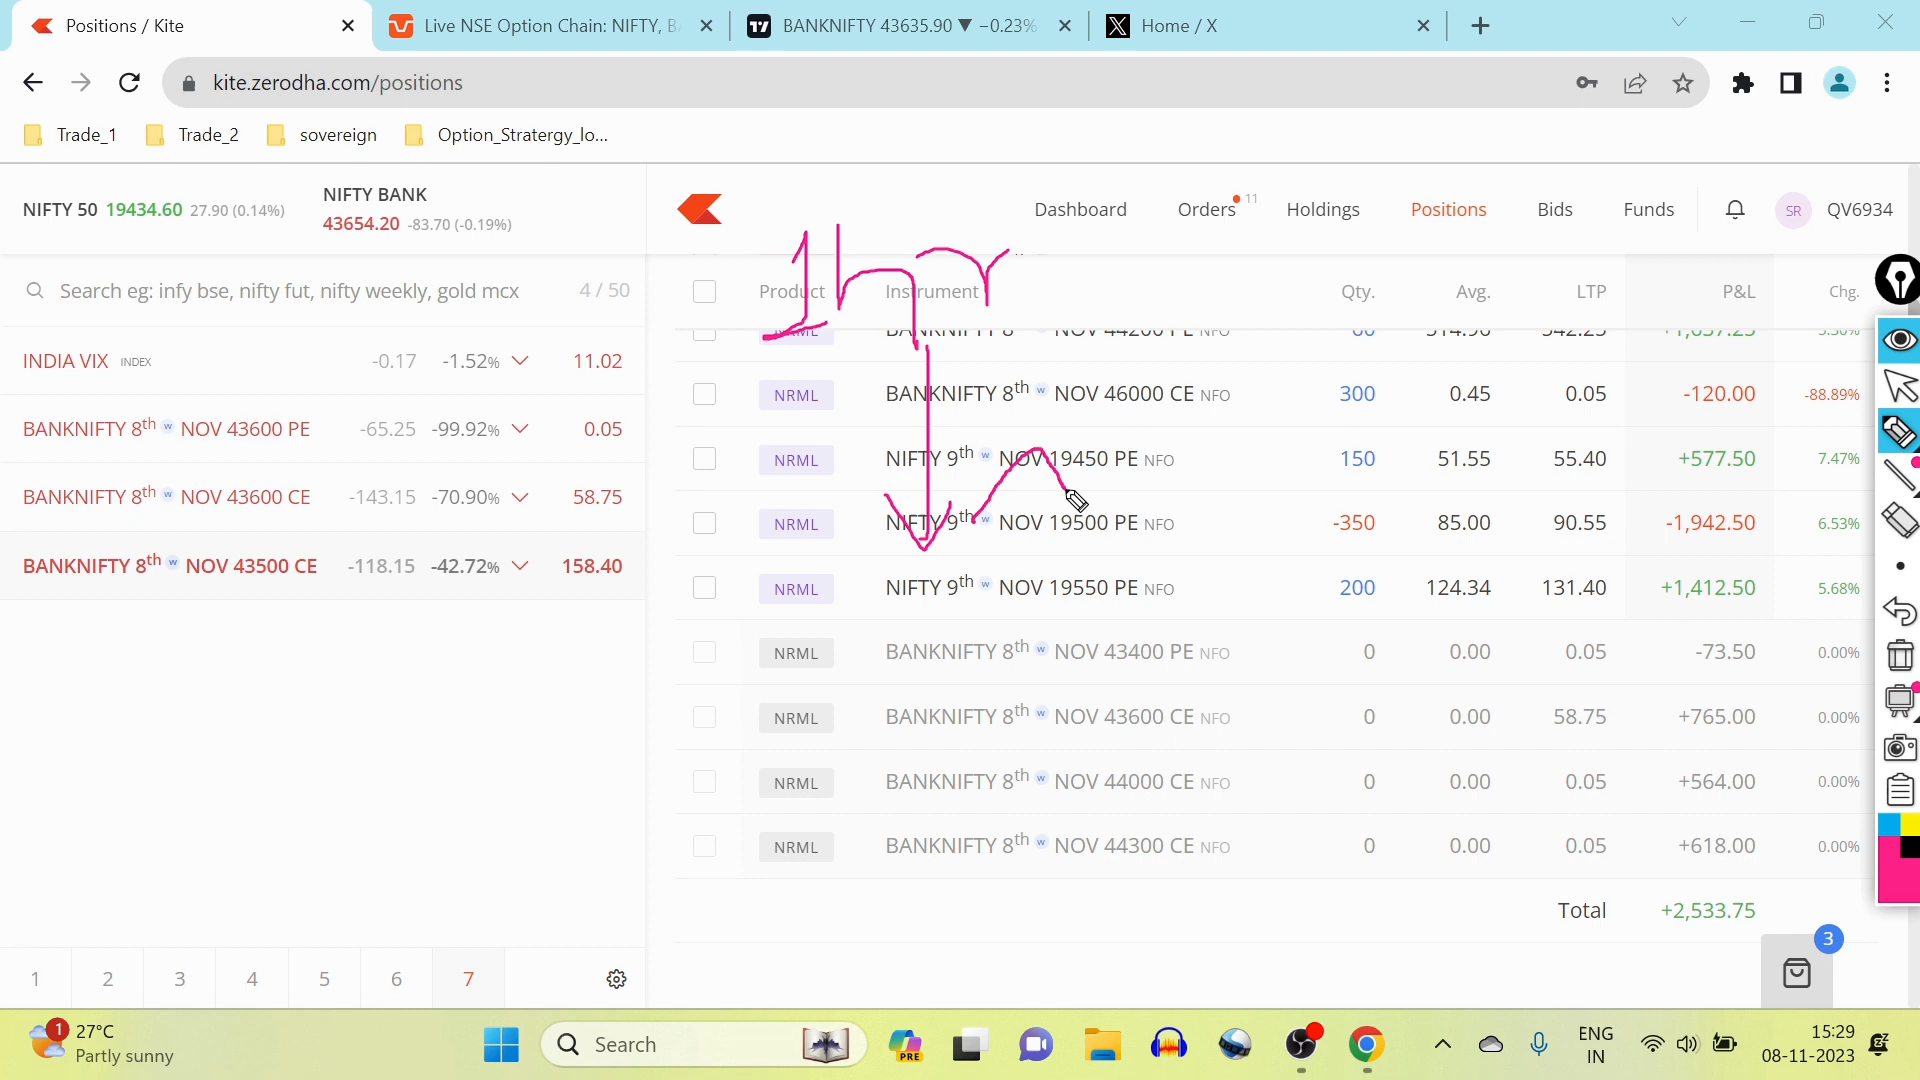 Positions / Kite
Live NSE Option Chain: NIFTY, B
BANKNIFTY 43635.90 ▼ −0.23%
Home / X
kite.zerodha.com/positions
Trade_1
Trade_2
sovereign
Option_Stratergy_lo...
NIFTY 50 19434.60 27.90 (0.14%)
NIFTY BANK
43654.20 -83.70 (-0.19%)
Dashboard
Orders 11
Holdings
Positions
Bids
Funds
SR QV6934
Search eg: infy bse, nifty fut, nifty weekly, gold mcx 4 / 50
INDIA VIX INDEX -0.17 -1.52% 11.02
BANKNIFTY 8th w NOV 43600 PE -65.25 -99.92% 0.05
BANKNIFTY 8th w NOV 43600 CE -143.15 -70.90% 58.75
BANKNIFTY 8th w NOV 43500 CE -118.15 -42.72% 158.40
1 2 3 4 5 6 7
1hr
Product Instrument Qty. Avg. LTP P&L Chg.
NRML BANKNIFTY 8th w NOV 46000 CE NFO 300 0.45 0.05 -120.00 -88.89%
NRML NIFTY 9th w NOV 19450 PE NFO 150 51.55 55.40 +577.50 7.47%
NRML NIFTY 9th w NOV 19500 PE NFO -350 85.00 90.55 -1,942.50 6.53%
NRML NIFTY 9th w NOV 19550 PE NFO 200 124.34 131.40 +1,412.50 5.68%
NRML BANKNIFTY 8th w NOV 43400 PE NFO 0 0.00 0.05 -73.50 0.00%
NRML BANKNIFTY 8th w NOV 43600 CE NFO 0 0.00 58.75 +765.00 0.00%
NRML BANKNIFTY 8th w NOV 44000 CE NFO 0 0.00 0.05 +564.00 0.00%
NRML BANKNIFTY 8th w NOV 44300 CE NFO 0 0.00 0.05 +618.00 0.00%
Total +2,533.75
3
1
27°C
Partly sunny
Search
PRE
ENG
IN
15:29
08-11-2023